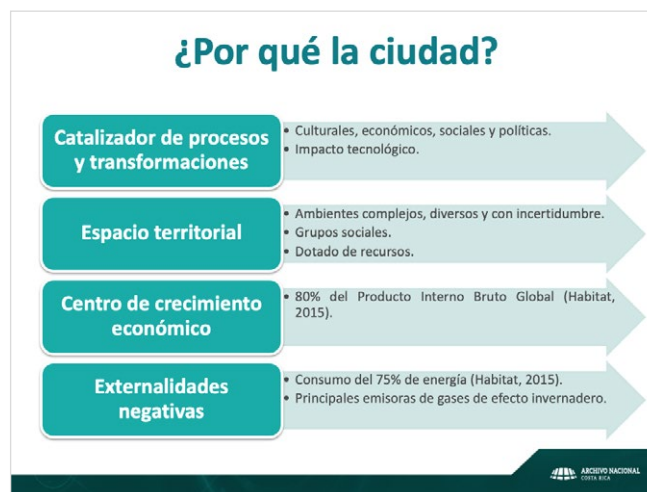 ¿Por qué la ciudad?
Catalizador de procesos
y transformaciones
• Culturales, económicos, sociales y políticas.
• Impacto tecnológico.
Espacio territorial
• Ambientes complejos, diversos y con incertidumbre.
• Grupos sociales.
• Dotado de recursos.
Centro de crecimiento
económico
• 80% del Producto Interno Bruto Global (Habitat,
2015).
Externalidades
negativas
• Consumo del 75% de energía (Habitat, 2015).
• Principales emisoras de gases de efecto invernadero.
ARCHIVO NACIONAL
COSTA RICA